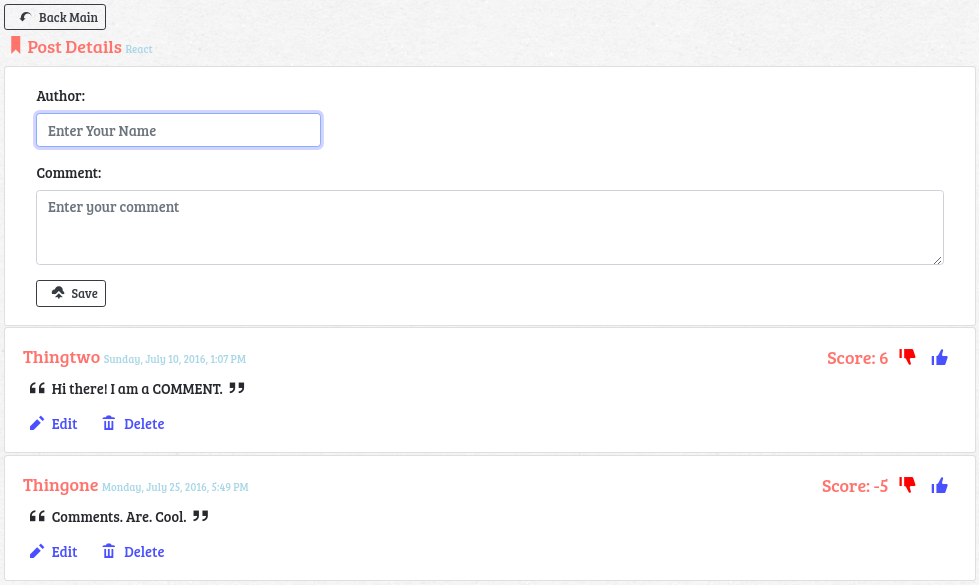 Back Main
Post Details React
Author:
Enter Your Name
Comment:
Enter your comment
Save
Thingtwo Sunday, July 10, 2016, 1:07 PM Score: 6
❝ Hi there! I am a COMMENT. ❞
Edit Delete
Thingone Monday, July 25, 2016, 5:49 PM Score: -5
❝ Comments. Are. Cool. ❞
Edit Delete